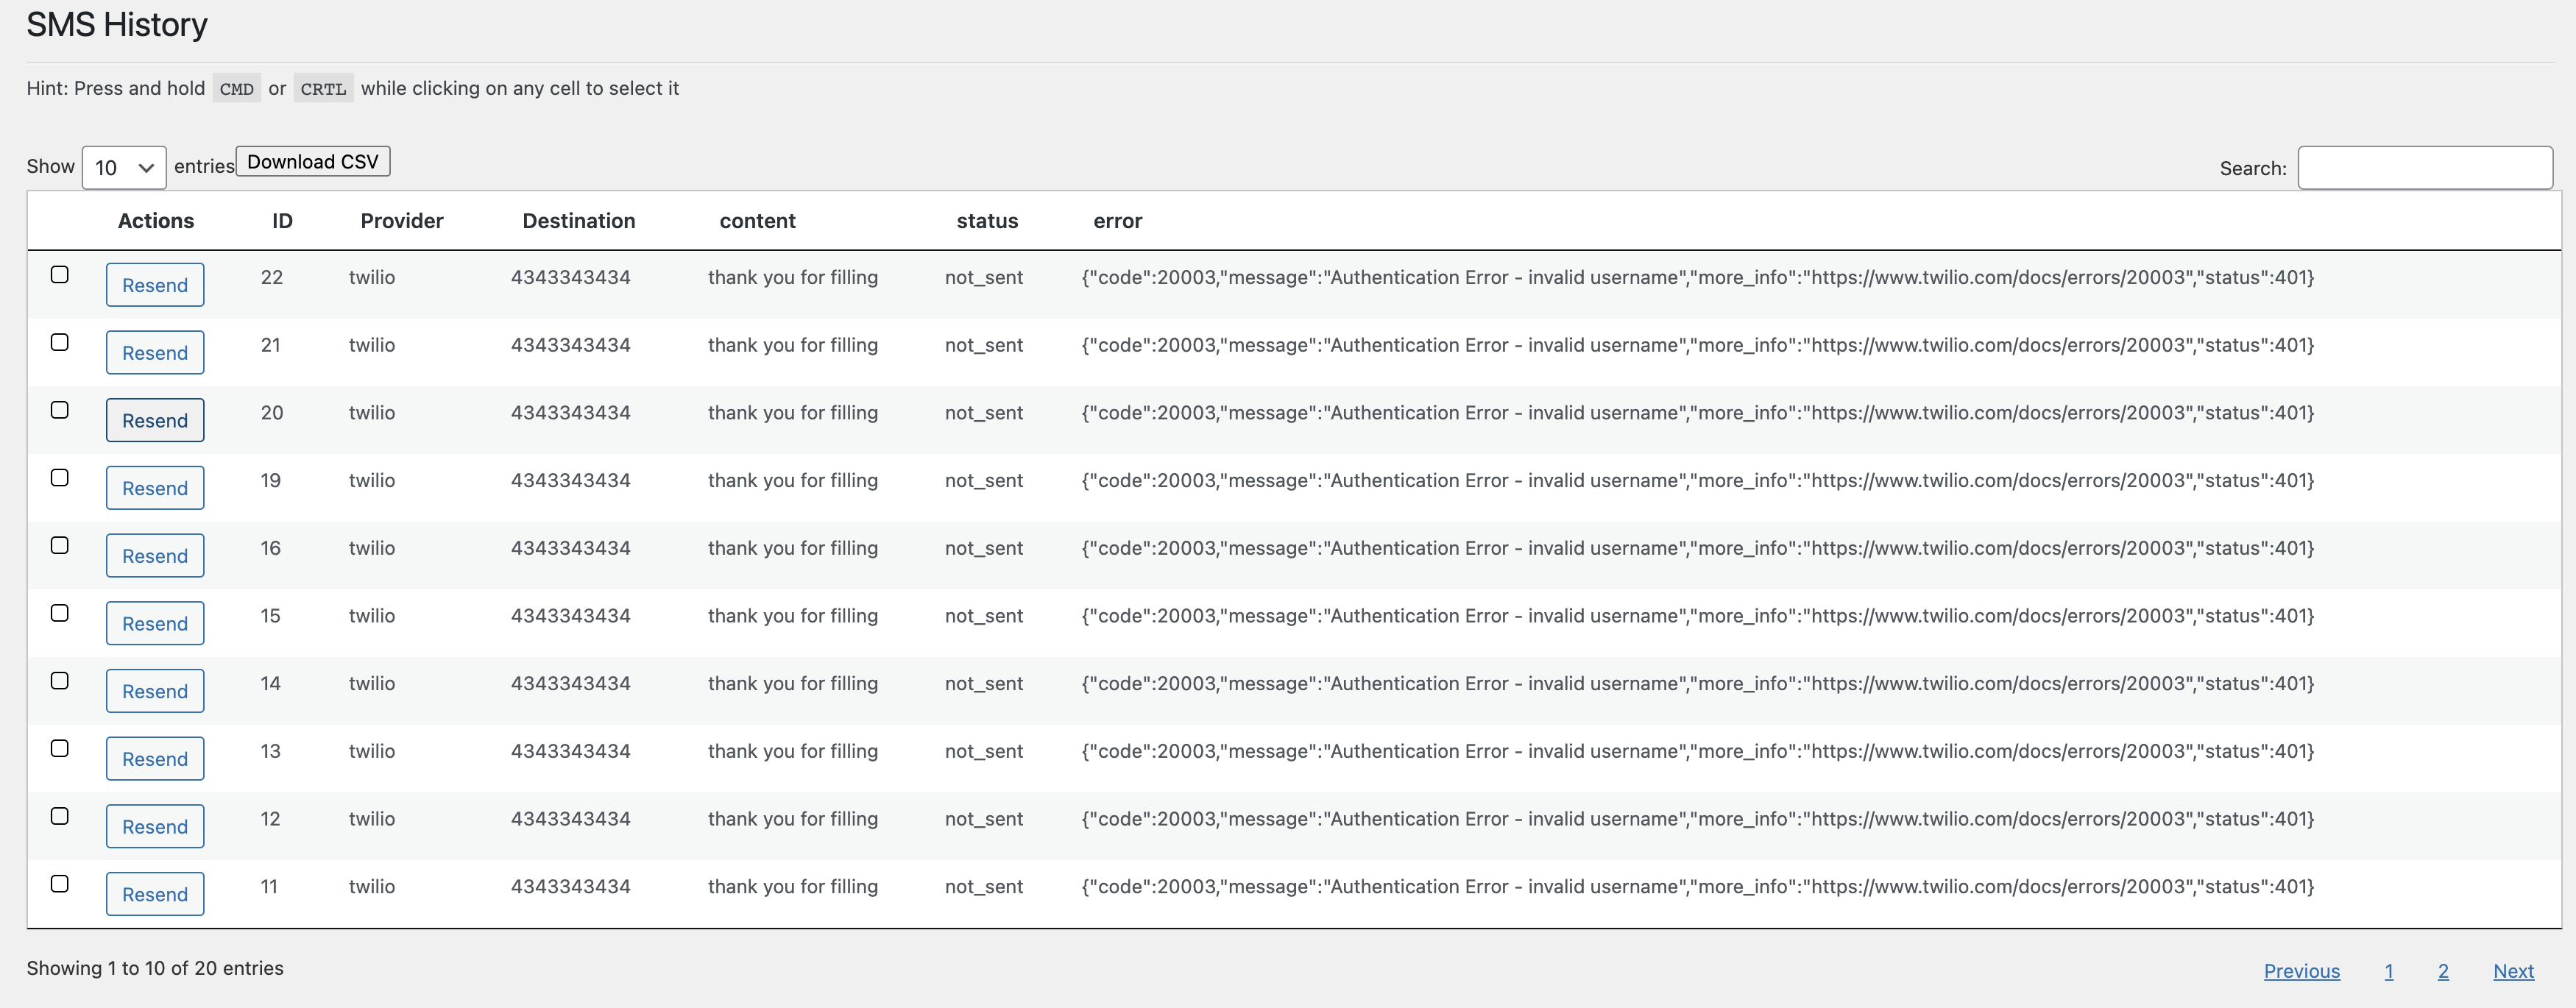 SMS History
Hint: Press and hold CMD or CRTL while clicking on any cell to select it
Show 10 entries Download CSV Search:
Actions ID Provider Destination content status error
Resend 22 twilio 4343343434 thank you for filling not_sent {"code":20003,"message":"Authentication Error - invalid username","more_info":"https://www.twilio.com/docs/errors/20003","status":401}
Resend 21 twilio 4343343434 thank you for filling not_sent {"code":20003,"message":"Authentication Error - invalid username","more_info":"https://www.twilio.com/docs/errors/20003","status":401}
Resend 20 twilio 4343343434 thank you for filling not_sent {"code":20003,"message":"Authentication Error - invalid username","more_info":"https://www.twilio.com/docs/errors/20003","status":401}
Resend 19 twilio 4343343434 thank you for filling not_sent {"code":20003,"message":"Authentication Error - invalid username","more_info":"https://www.twilio.com/docs/errors/20003","status":401}
Resend 16 twilio 4343343434 thank you for filling not_sent {"code":20003,"message":"Authentication Error - invalid username","more_info":"https://www.twilio.com/docs/errors/20003","status":401}
Resend 15 twilio 4343343434 thank you for filling not_sent {"code":20003,"message":"Authentication Error - invalid username","more_info":"https://www.twilio.com/docs/errors/20003","status":401}
Resend 14 twilio 4343343434 thank you for filling not_sent {"code":20003,"message":"Authentication Error - invalid username","more_info":"https://www.twilio.com/docs/errors/20003","status":401}
Resend 13 twilio 4343343434 thank you for filling not_sent {"code":20003,"message":"Authentication Error - invalid username","more_info":"https://www.twilio.com/docs/errors/20003","status":401}
Resend 12 twilio 4343343434 thank you for filling not_sent {"code":20003,"message":"Authentication Error - invalid username","more_info":"https://www.twilio.com/docs/errors/20003","status":401}
Resend 11 twilio 4343343434 thank you for filling not_sent {"code":20003,"message":"Authentication Error - invalid username","more_info":"https://www.twilio.com/docs/errors/20003","status":401}
Showing 1 to 10 of 20 entries Previous 1 2 Next